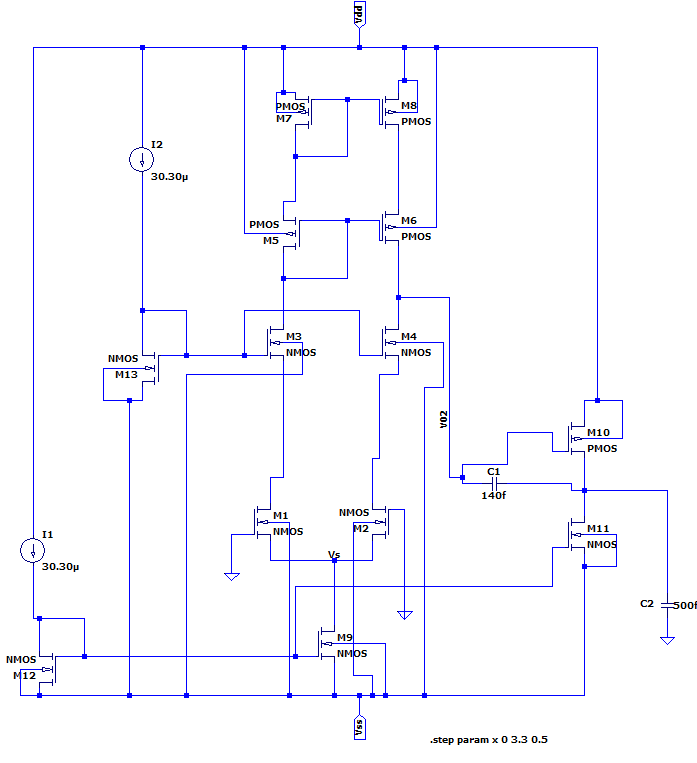 Vdd
PMOS
M7
M8
PMOS
I2
30.30µ
PMOS
M5
M6
PMOS
M3
NMOS
M4
NMOS
NMOS
M13
V02
M10
PMOS
C1
140f
M1
NMOS
NMOS
M2
M11
NMOS
I1
30.30µ
Vs
C2
500f
M9
NMOS
NMOS
M12
Vss
.step param x 0 3.3 0.5